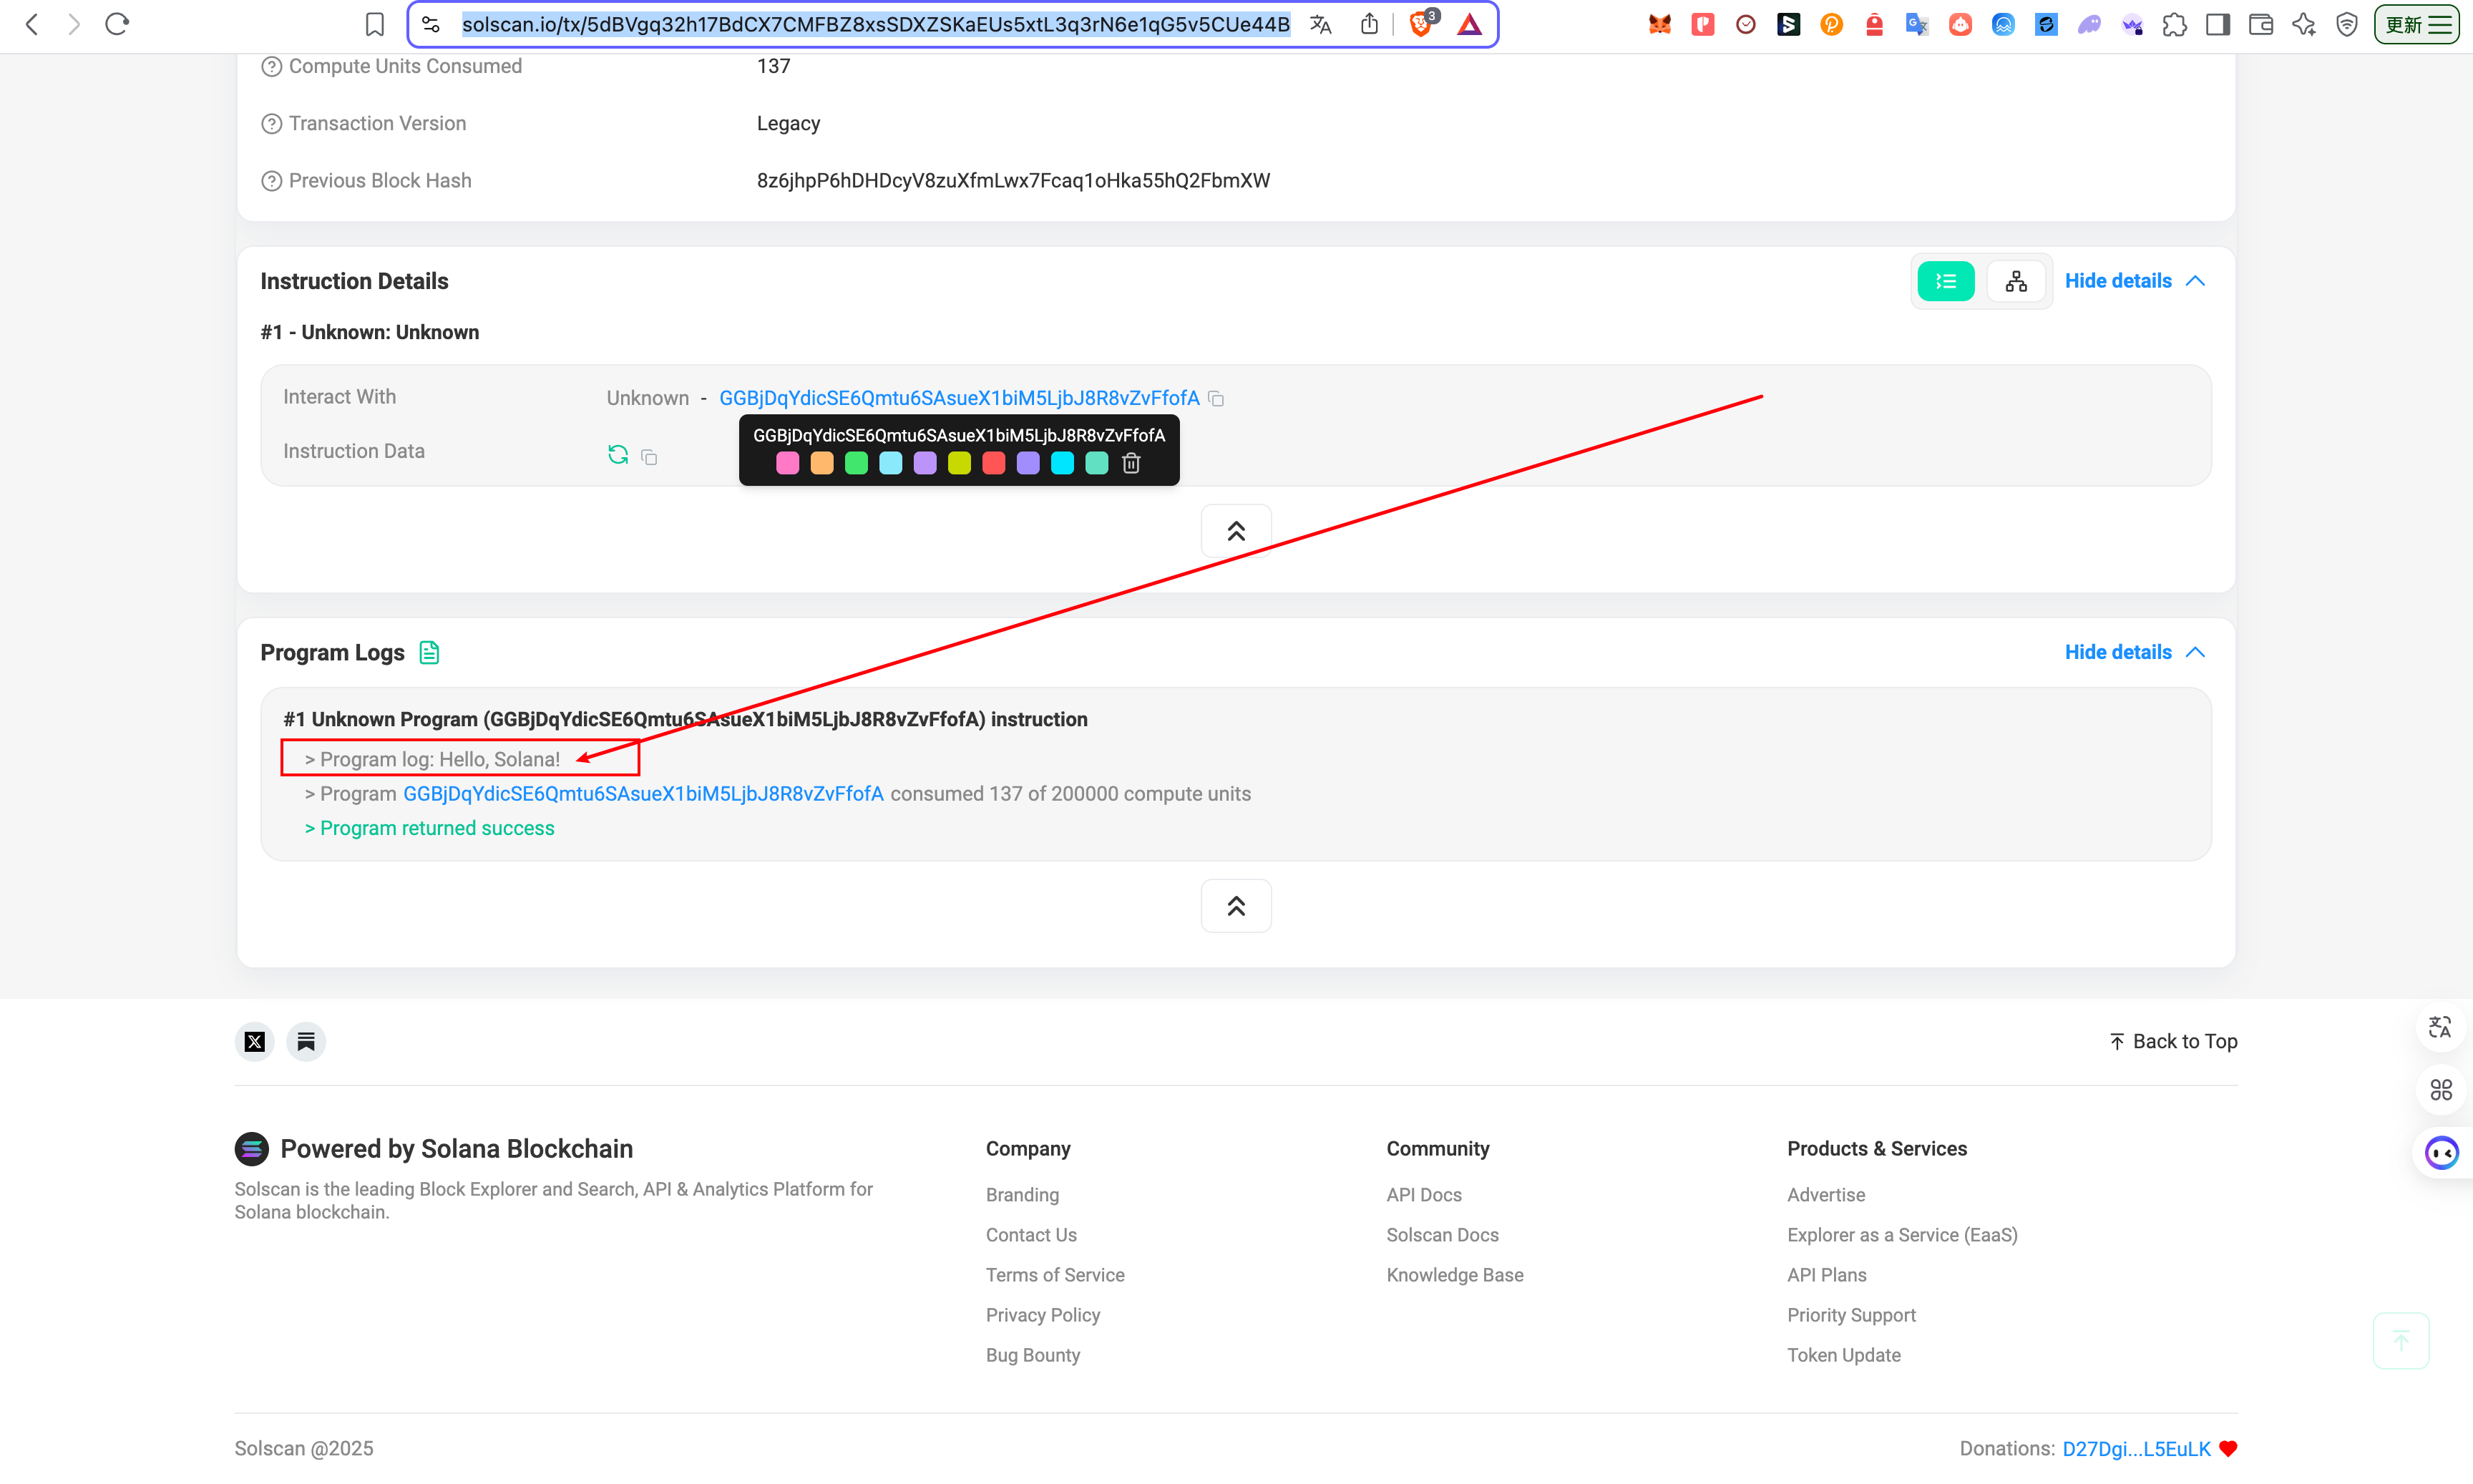 solscan.io/tx/5dBVgq32h17BdCX7CMFBZ8xsSDXZSKaEUs5xtL3q3rN6e1qG5v5CUe44B
3
更新
Compute Units Consumed 137
Transaction Version Legacy
Previous Block Hash 8z6jhpP6hDHDcyV8zuXfmLwx7Fcaq1oHka55hQ2FbmXW
Instruction Details Hide details
#1 - Unknown: Unknown
Interact With Unknown - GGBjDqYdicSE6Qmtu6SAsueX1biM5LjbJ8R8vZvFfofA
GGBjDqYdicSE6Qmtu6SAsueX1biM5LjbJ8R8vZvFfofA
Instruction Data
Program Logs Hide details
#1 Unknown Program (GGBjDqYdicSE6Qmtu6SAsueX1biM5LjbJ8R8vZvFfofA) instruction
> Program log: Hello, Solana!
> Program GGBjDqYdicSE6Qmtu6SAsueX1biM5LjbJ8R8vZvFfofA consumed 137 of 200000 compute units
> Program returned success
Back to Top
Powered by Solana Blockchain
Solscan is the leading Block Explorer and Search, API & Analytics Platform for
Solana blockchain.
Company
Branding
Contact Us
Terms of Service
Privacy Policy
Bug Bounty
Community
API Docs
Solscan Docs
Knowledge Base
Products & Services
Advertise
Explorer as a Service (EaaS)
API Plans
Priority Support
Token Update
Solscan @2025
Donations: D27Dgi...L5EuLK